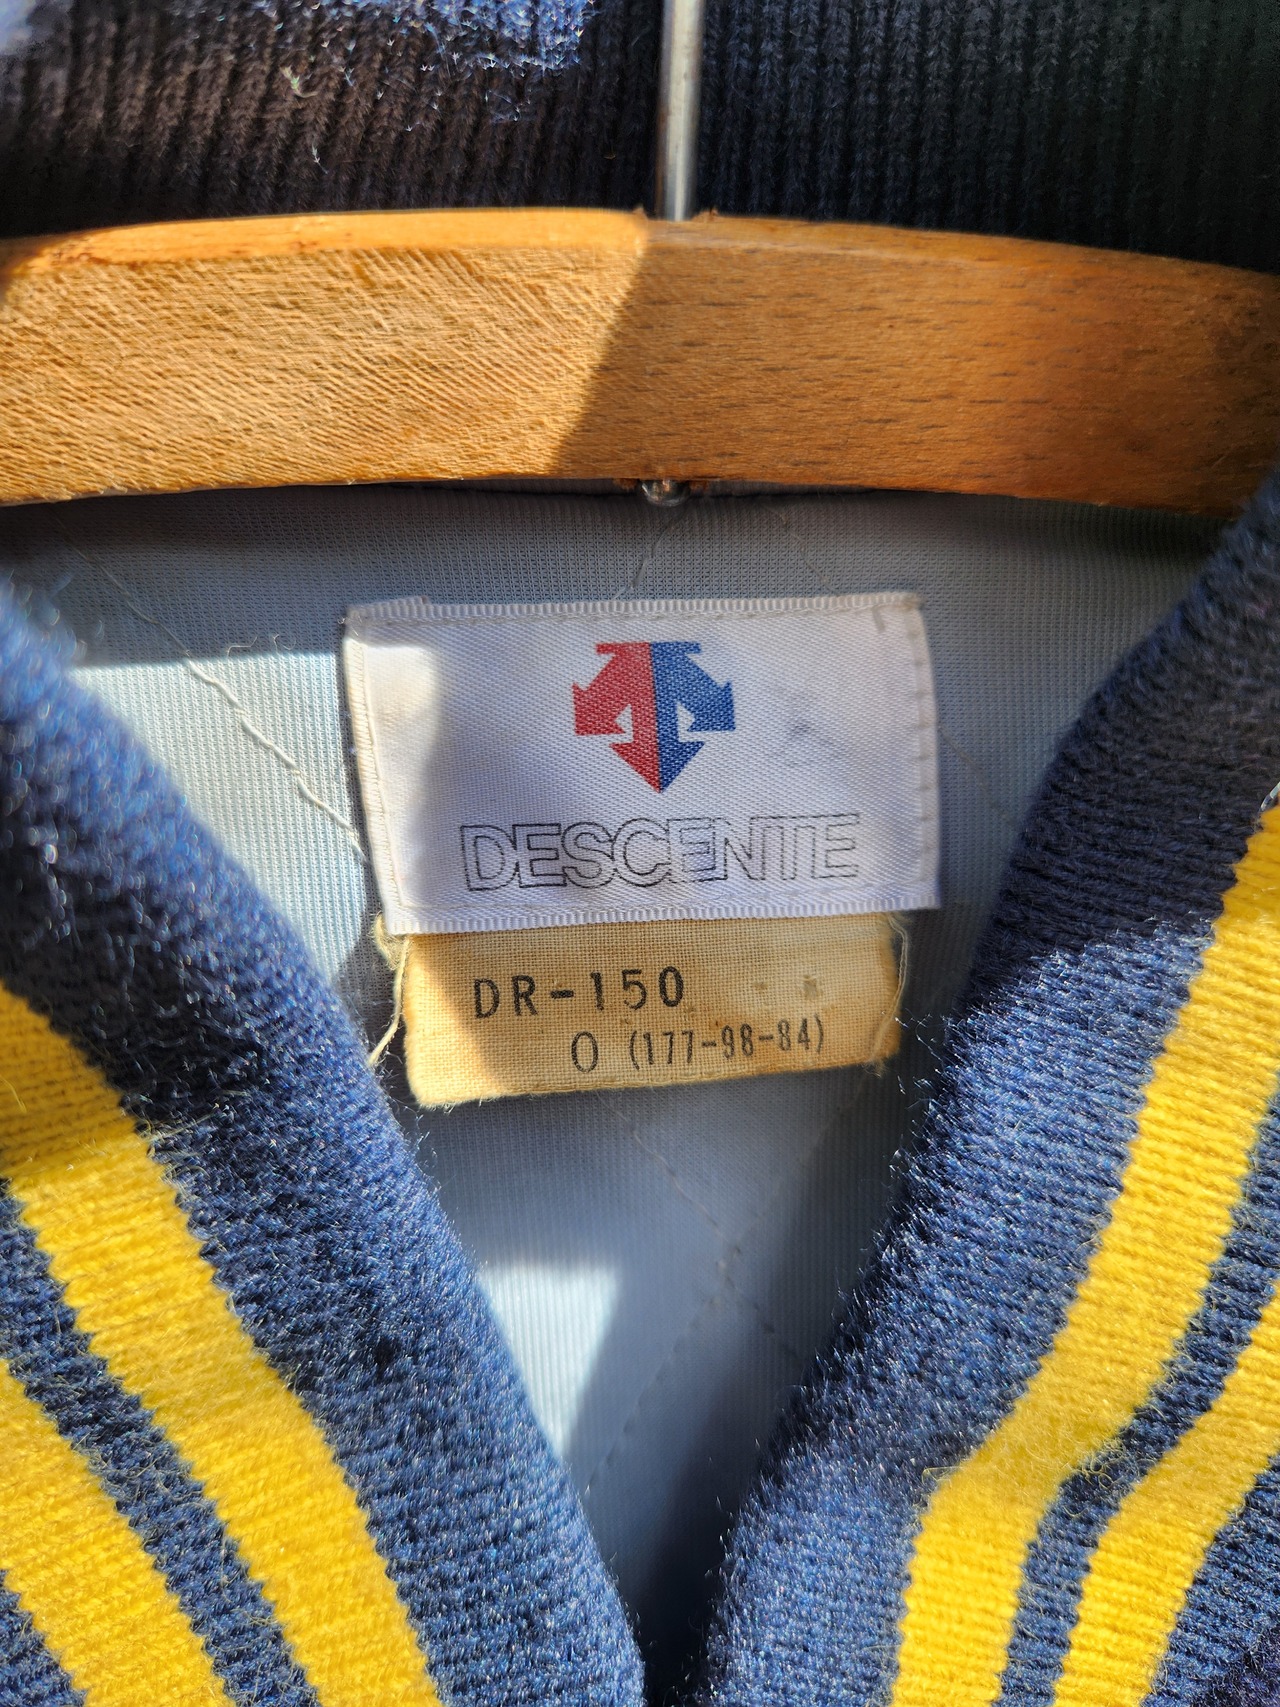 DESCENTE
DR-150
O (177-98-84)